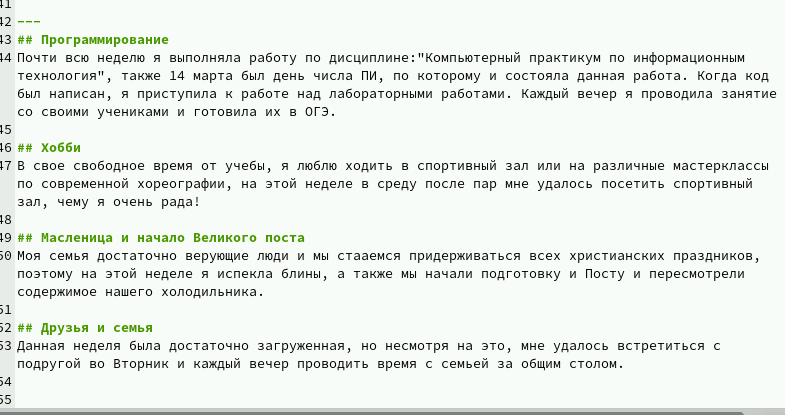 41
42 ---
43 ## Программирование
44 Почти всю неделю я выполняла работу по дисциплине:"Компьютерный практикум по информационным
технология", также 14 марта был день числа ПИ, по которому и состояла данная работа. Когда код
был написан, я приступила к работе над лабораторными работами. Каждый вечер я проводила занятие
со своими учениками и готовила их в ОГЭ.
45
46 ## Хобби
47 В свое свободное время от учебы, я люблю ходить в спортивный зал или на различные мастерклассы
по современной хореографии, на этой неделе в среду после пар мне удалось посетить спортивный
зал, чему я очень рада!
48
49 ## Масленица и начало Великого поста
50 Моя семья достаточно верующие люди и мы стааемся придерживаться всех христианских праздников,
поэтому на этой неделе я испекла блины, а также мы начали подготовку и Посту и пересмотрели
содержимое нашего холодильника.
51
52 ## Друзья и семья
53 Данная неделя была достаточно загруженная, но несмотря на это, мне удалось встретиться с
подругой во Вторник и каждый вечер проводить время с семьей за общим столом.
54
55